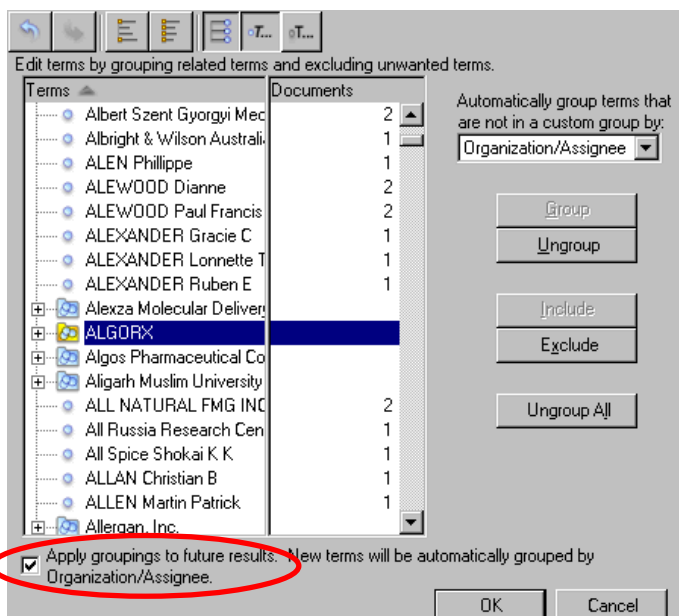 T... T...
Edit terms by grouping related terms and excluding unwanted terms.
Terms Documents
Albert Szent Gyorgyi Med 2
Albright & Wilson Australi 1
ALEN Phillippe 1
ALEWOOD Dianne 2
ALEWOOD Paul Francis 2
ALEXANDER Gracie C 1
ALEXANDER Lonnette T 1
ALEXANDER Ruben E 1
Alexza Molecular Delivery
ALGORX
Algos Pharmaceutical Co
Aligarh Muslim University
ALL NATURAL FMG INC 2
All Russia Research Cen 1
All Spice Shokai K K 1
ALLAN Christian B 1
ALLEN Martin Patrick 1
Allergan, Inc.
Automatically group terms that
are not in a custom group by:
Organization/Assignee
Group
Ungroup
Include
Exclude
Ungroup All
Apply groupings to future results. New terms will be automatically grouped by
Organization/Assignee.
OK Cancel